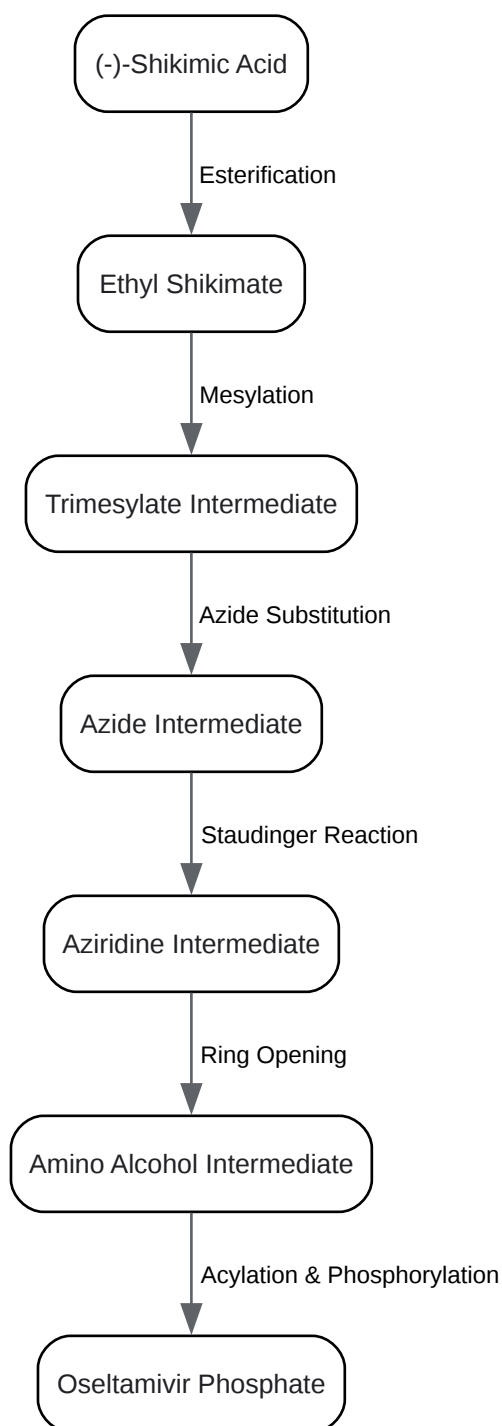 (-)-Shikimic Acid
Esterification
Ethyl Shikimate
Mesylation
Trimesylate Intermediate
Azide Substitution
Azide Intermediate
Staudinger Reaction
Aziridine Intermediate
Ring Opening
Amino Alcohol Intermediate
Acylation & Phosphorylation
Oseltamivir Phosphate